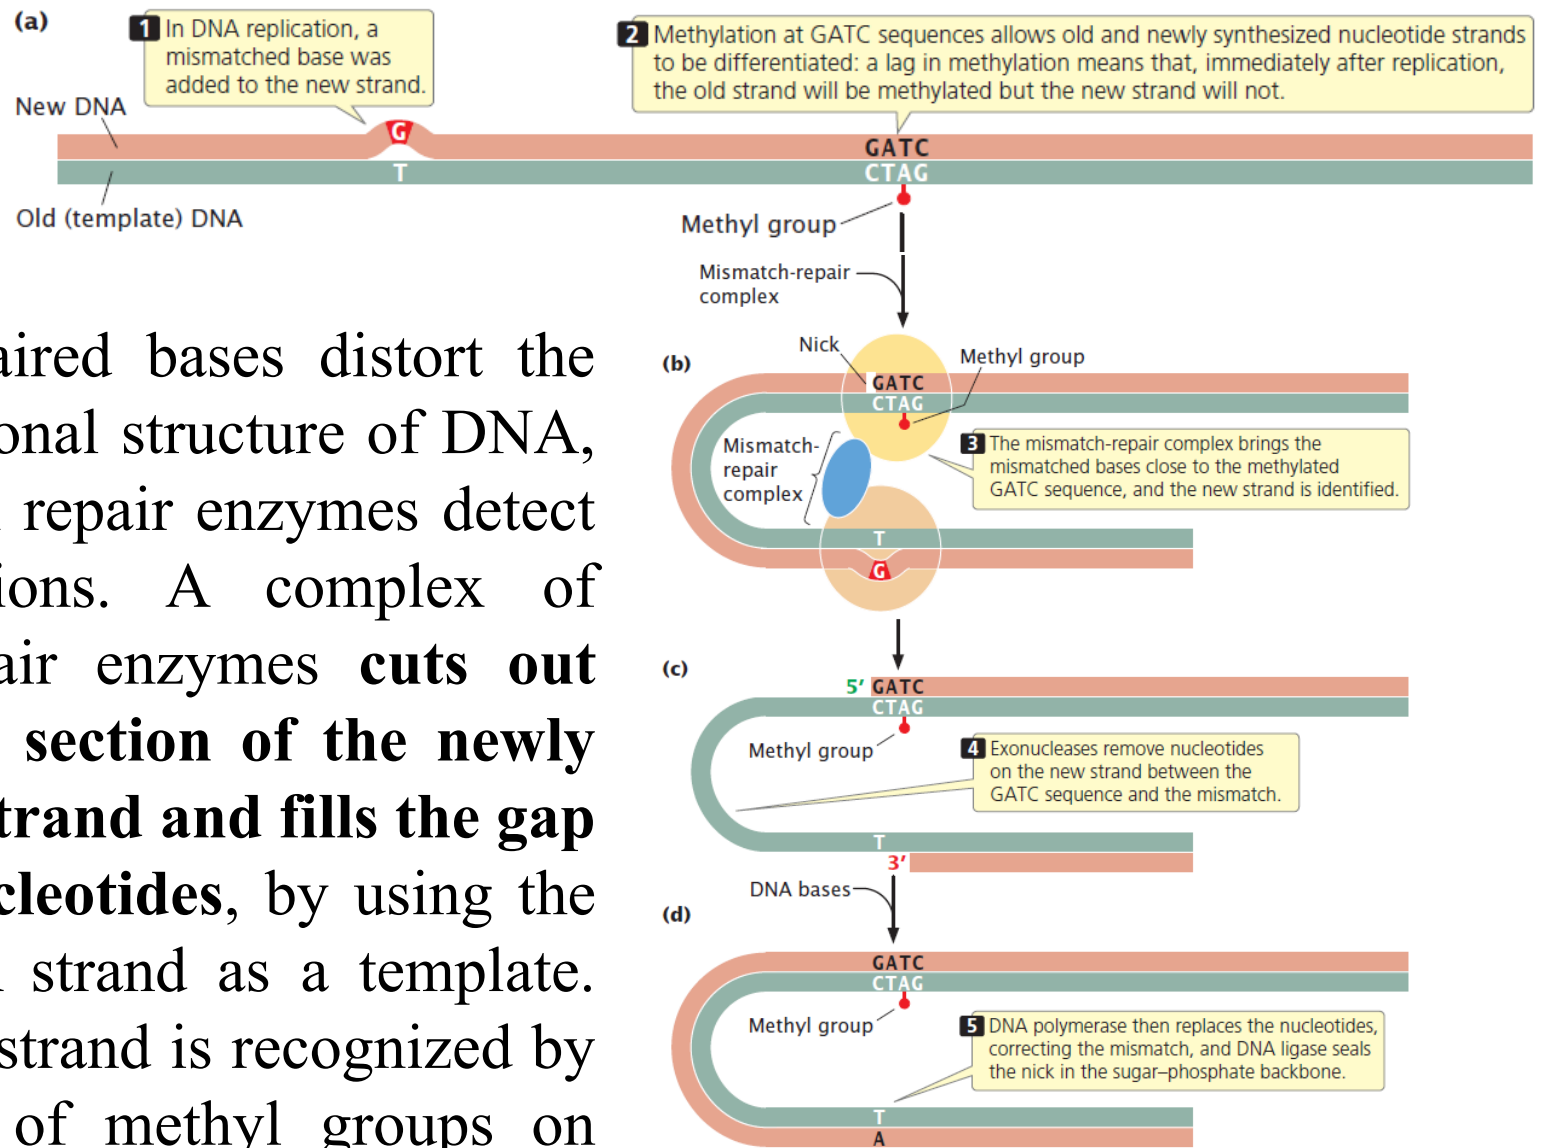 (a)
1 In DNA replication, a
mismatched base was
added to the new strand.
2 Methylation at GATC sequences allows old and newly synthesized nucleotide strands
to be differentiated: a lag in methylation means that, immediately after replication,
the old strand will be methylated but the new strand will not.
New DNA
G
GATC
T
CTAG
Old (template) DNA
Methyl group
Mismatch-repair
complex
aired bases distort the
onal structure of DNA,
repair enzymes detect
ions. A complex of
air enzymes cuts out
section of the newly
trand and fills the gap
cleotides, by using the
strand as a template.
strand is recognized by
of methyl groups on
(b)
Nick
Methyl group
GATC
CTAG
Mismatch-
repair
complex
3 The mismatch-repair complex brings the
mismatched bases close to the methylated
GATC sequence, and the new strand is identified.
T
G
(c)
5′ GATC
CTAG
Methyl group
4 Exonucleases remove nucleotides
on the new strand between the
GATC sequence and the mismatch.
T
3′
DNA bases
(d)
GATC
CTAG
Methyl group
5 DNA polymerase then replaces the nucleotides,
correcting the mismatch, and DNA ligase seals
the nick in the sugar–phosphate backbone.
T
A